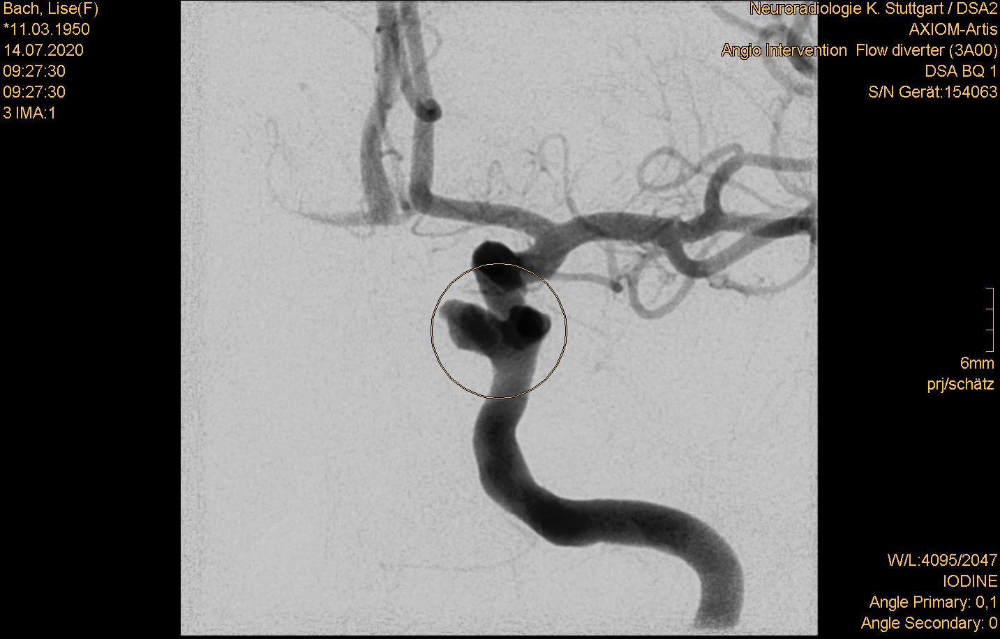 Bach, Lise(F)
*11.03.1950
14.07.2020
09:27:30
09:27:30
3 IMA:1
Neuroradiologie K. Stuttgart / DSA2
AXIOM-Artis
Angio Intervention Flow diverter (3A00)
DSA BQ 1
S/N Gerät:154063
6mm
prj/schätz
W/L:4095/2047
IODINE
Angle Primary: 0,1
Angle Secondary: 0